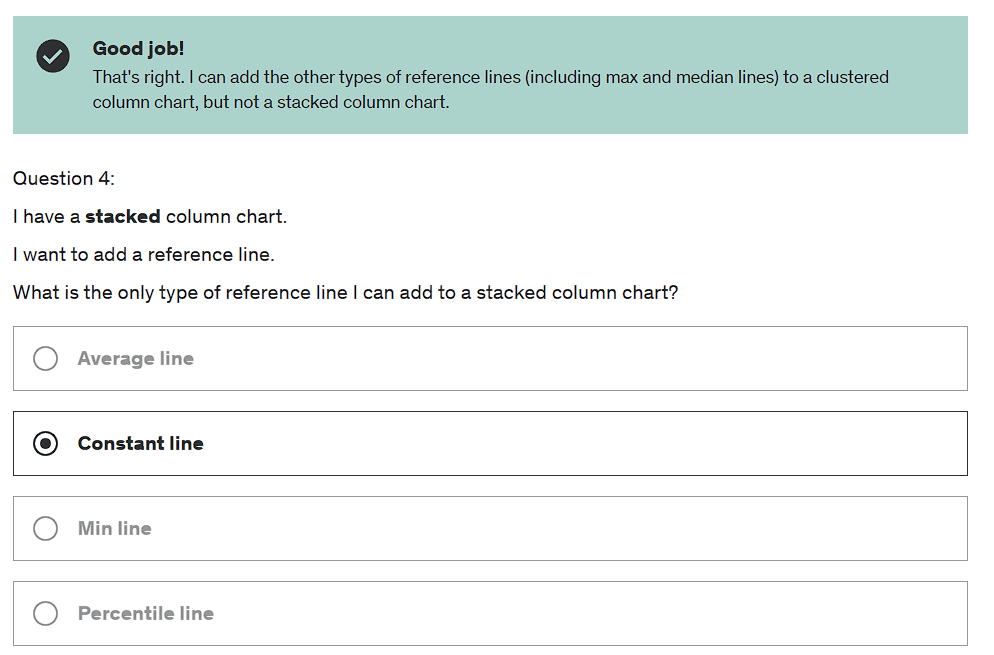 Good job!
That's right. I can add the other types of reference lines (including max and median lines) to a clustered
column chart, but not a stacked column chart.
Question 4:
I have a stacked column chart.
I want to add a reference line.
What is the only type of reference line I can add to a stacked column chart?
Average line
Constant line
Min line
Percentile line